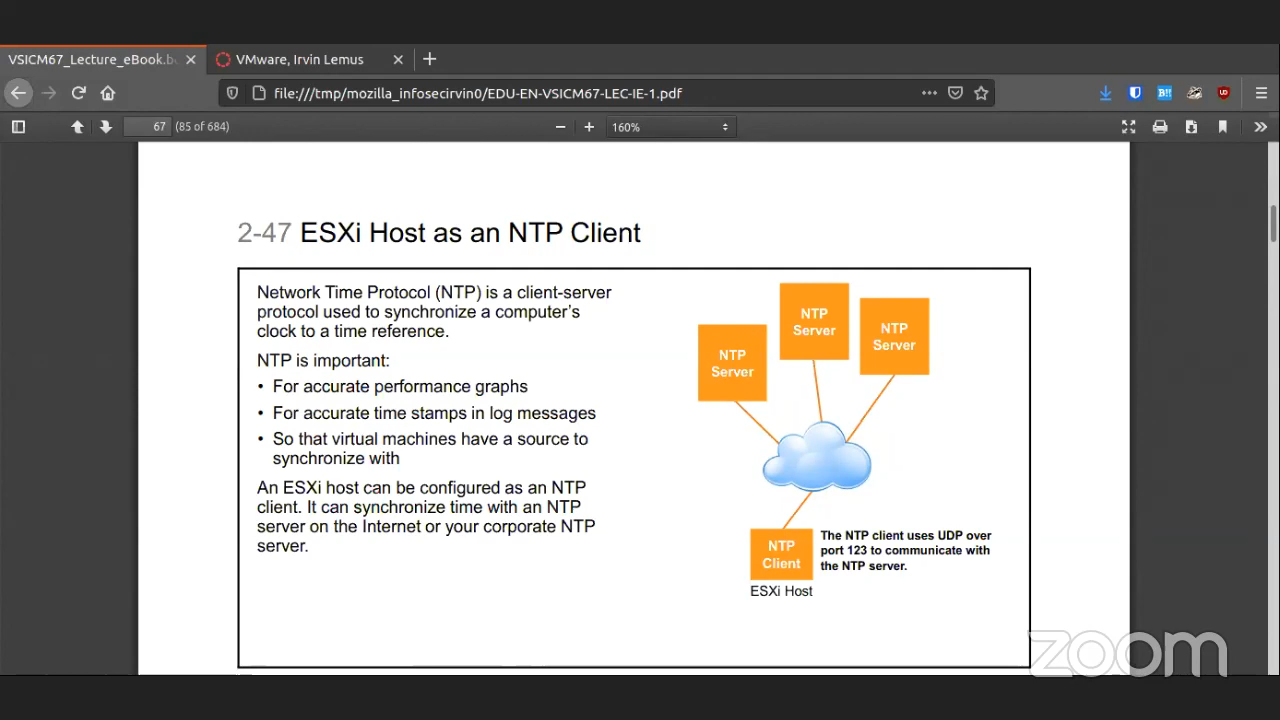 VSICM67_Lecture_eBook.b
VMware, Irvin Lemus
file:///tmp/mozilla_infosecirvin0/EDU-EN-VSICM67-LEC-IE-1.pdf
67 (85 of 684)
160%
2-47 ESXi Host as an NTP Client
Network Time Protocol (NTP) is a client-server
protocol used to synchronize a computer’s
clock to a time reference.
NTP is important:
• For accurate performance graphs
• For accurate time stamps in log messages
• So that virtual machines have a source to
synchronize with
An ESXi host can be configured as an NTP
client. It can synchronize time with an NTP
server on the Internet or your corporate NTP
server.
NTP
Server
NTP
Server
NTP
Server
NTP
Client
ESXi Host
The NTP client uses UDP over
port 123 to communicate with
the NTP server.
zoom